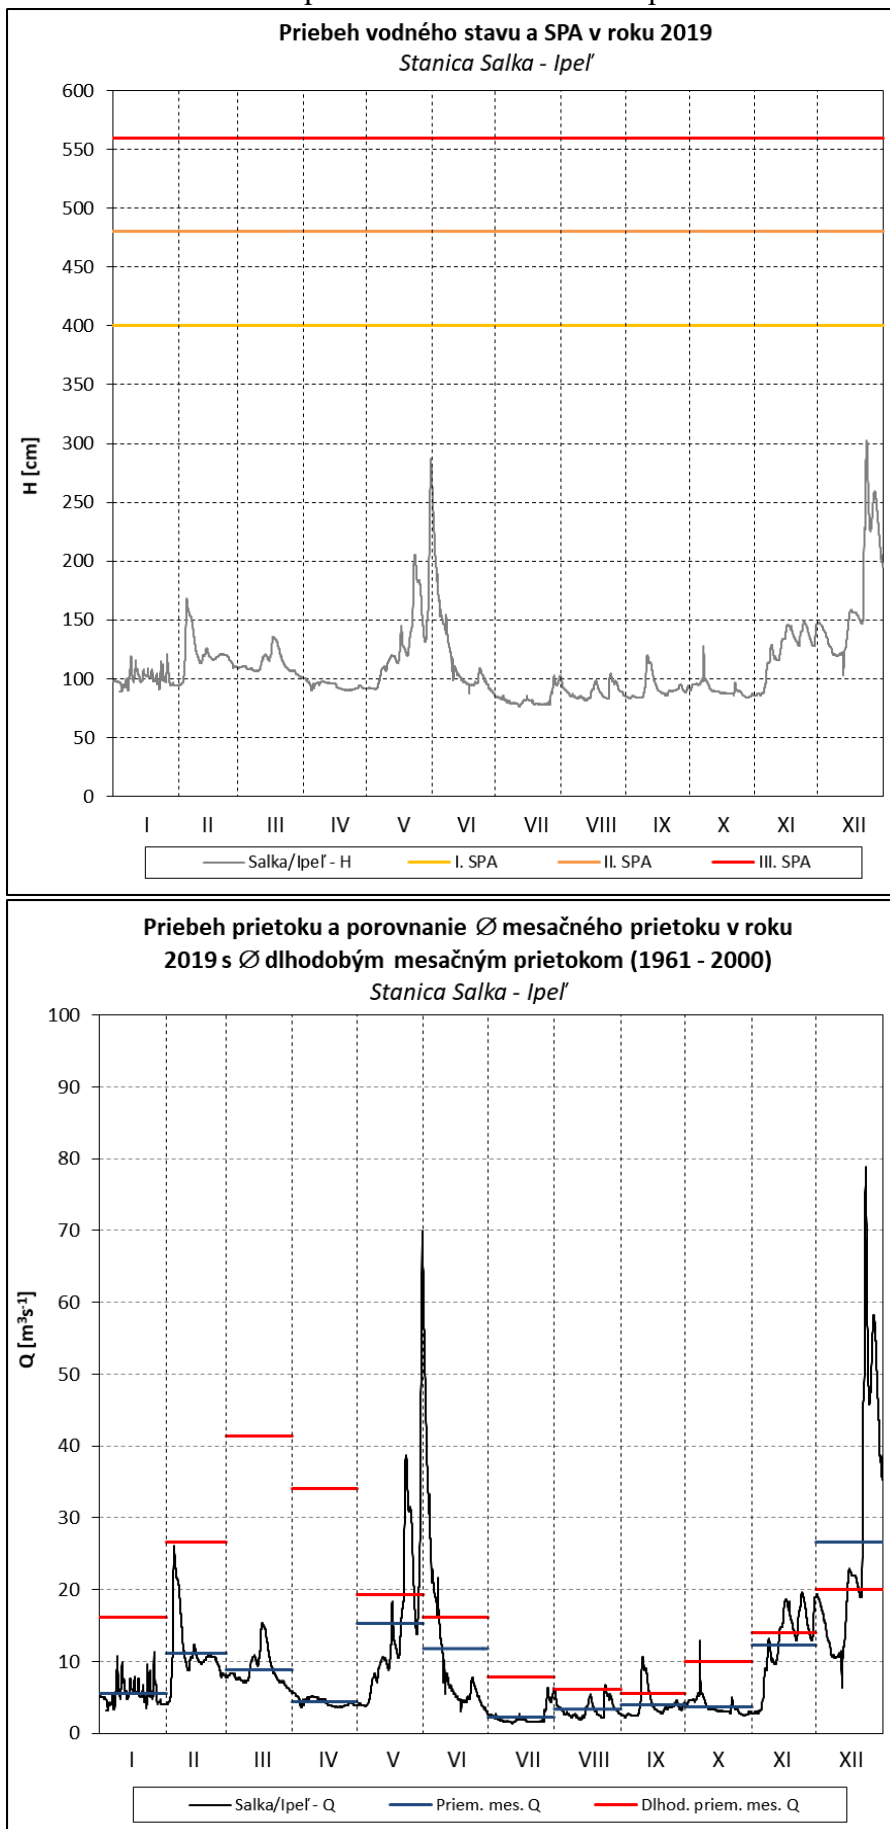 Priebeh vodného stavu a SPA v roku 2019
Stanica Salka - Ipeľ
H [cm]
600
550
500
450
400
350
300
250
200
150
100
50
0
I II III IV V VI VII VIII IX X XI XII
Salka/Ipeľ - H I. SPA II. SPA III. SPA
Priebeh prietoku a porovnanie ∅ mesačného prietoku v roku
2019 s ∅ dlhodobým mesačným prietokom (1961 - 2000)
Stanica Salka - Ipeľ
Q [m³s⁻¹]
100
90
80
70
60
50
40
30
20
10
0
I II III IV V VI VII VIII IX X XI XII
Salka/Ipeľ - Q Priem. mes. Q Dlhod. priem. mes. Q